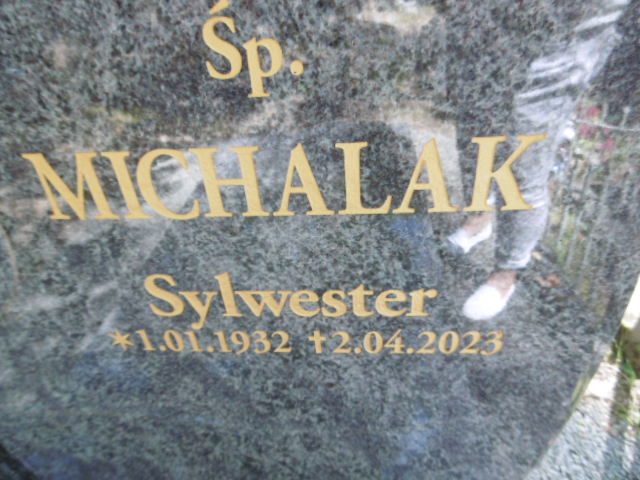 Śp.
MICHALAK
Sylwester
*1.01.1932 †2.04.2023